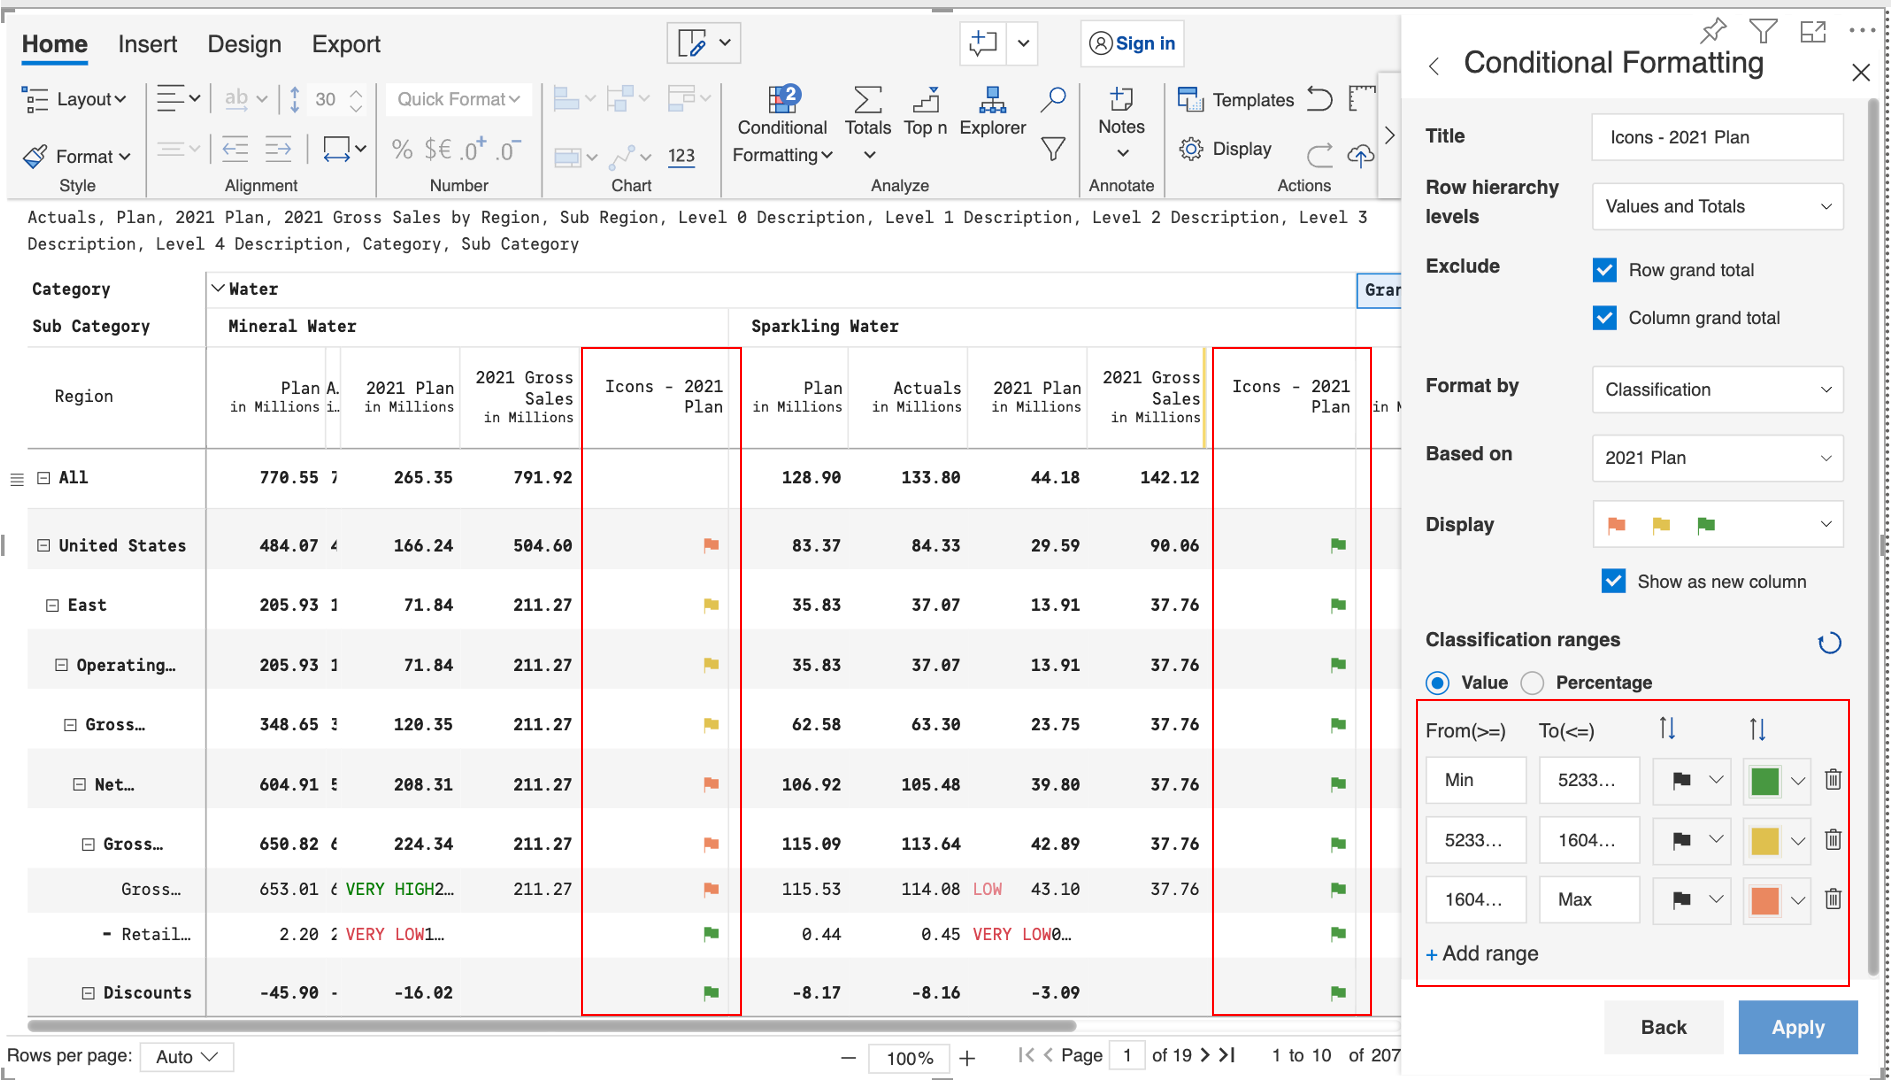 Home Insert Design Export Sign in
Layout ab 30 Quick Format 2 Templates
Conditional Formatting Totals Top n Explorer Notes
Format % $€ .0+ .0- 123 Display
Style Alignment Number Chart Analyze Annotate Actions
Actuals, Plan, 2021 Plan, 2021 Gross Sales by Region, Sub Region, Level 0 Description, Level 1 Description, Level 2 Description, Level 3
Description, Level 4 Description, Category, Sub Category
Category Water Gran
Sub Category Mineral Water Sparkling Water
Region Plan in Millions A. i… 2021 Plan in Millions 2021 Gross Sales in Millions Icons - 2021 Plan Plan in Millions Actuals in Millions 2021 Plan in Millions 2021 Gross Sales in Millions Icons - 2021 Plan in M
All 770.55 7 265.35 791.92 128.90 133.80 44.18 142.12
United States 484.07 4 166.24 504.60 83.37 84.33 29.59 90.06
East 205.93 1 71.84 211.27 35.83 37.07 13.91 37.76
Operating… 205.93 1 71.84 211.27 35.83 37.07 13.91 37.76
Gross… 348.65 3 120.35 211.27 62.58 63.30 23.75 37.76
Net… 604.91 5 208.31 211.27 106.92 105.48 39.80 37.76
Gross… 650.82 6 224.34 211.27 115.09 113.64 42.89 37.76
Gross… 653.01 6 VERY HIGH2… 211.27 115.53 114.08 LOW 43.10 37.76
Retail… 2.20 2 VERY LOW1… 0.44 0.45 VERY LOW0…
Discounts -45.90 - -16.02 -8.17 -8.16 -3.09
Rows per page: Auto 100% Page 1 of 19 1 to 10 of 207
Conditional Formatting
Title Icons - 2021 Plan
Row hierarchy levels Values and Totals
Exclude Row grand total
Column grand total
Format by Classification
Based on 2021 Plan
Display
Show as new column
Classification ranges
Value Percentage
From(>=) To(<=)
Min 5233…
5233… 1604…
1604… Max
+ Add range
Back Apply